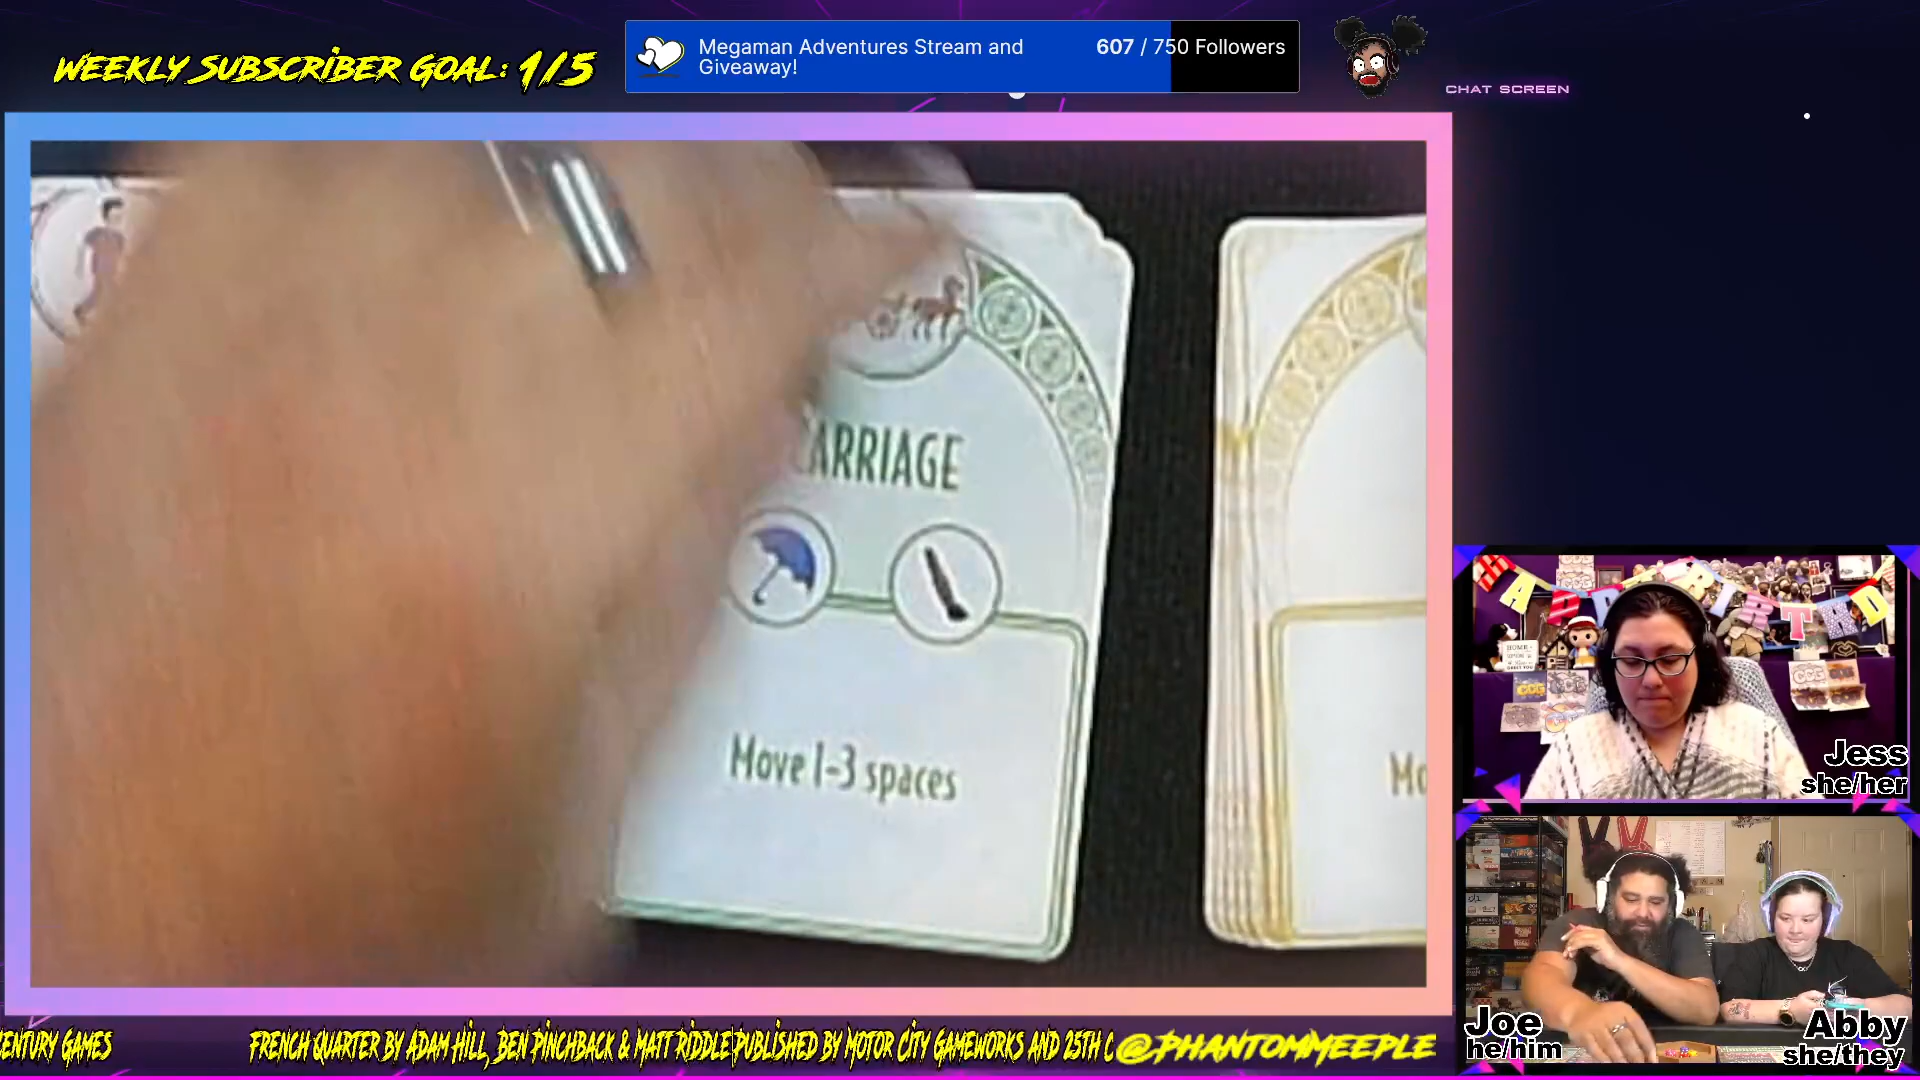 WEEKLY SUBSCRIBER GOAL: 1/5
Megaman Adventures Stream and
Giveaway!
607 / 750 Followers
CHAT SCREEN
ARRIAGE
Move 1-3 spaces
Mo
Jess
she/her
Joe
he/him
Abby
she/they
ENTURY GAMES
FRENCH QUARTER BY ADAM HILL, BEN PINCHBACK & MATT RIDDLE PUBLISHED BY MOTOR CITY GAMEWORKS AND 25TH C
@PHANTOMMEEPLE